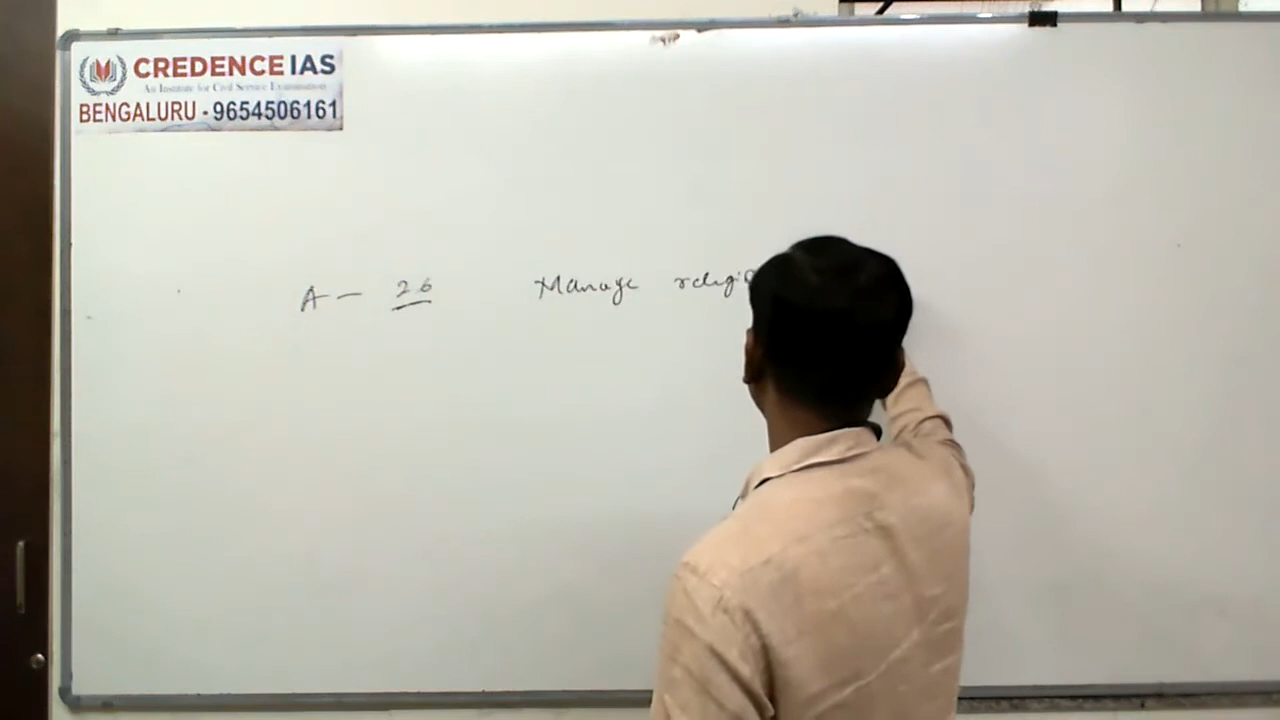 CREDENCE IAS
An Institute for Civil Service Examination
BENGALURU - 9654506161
A - 26 Manage religi